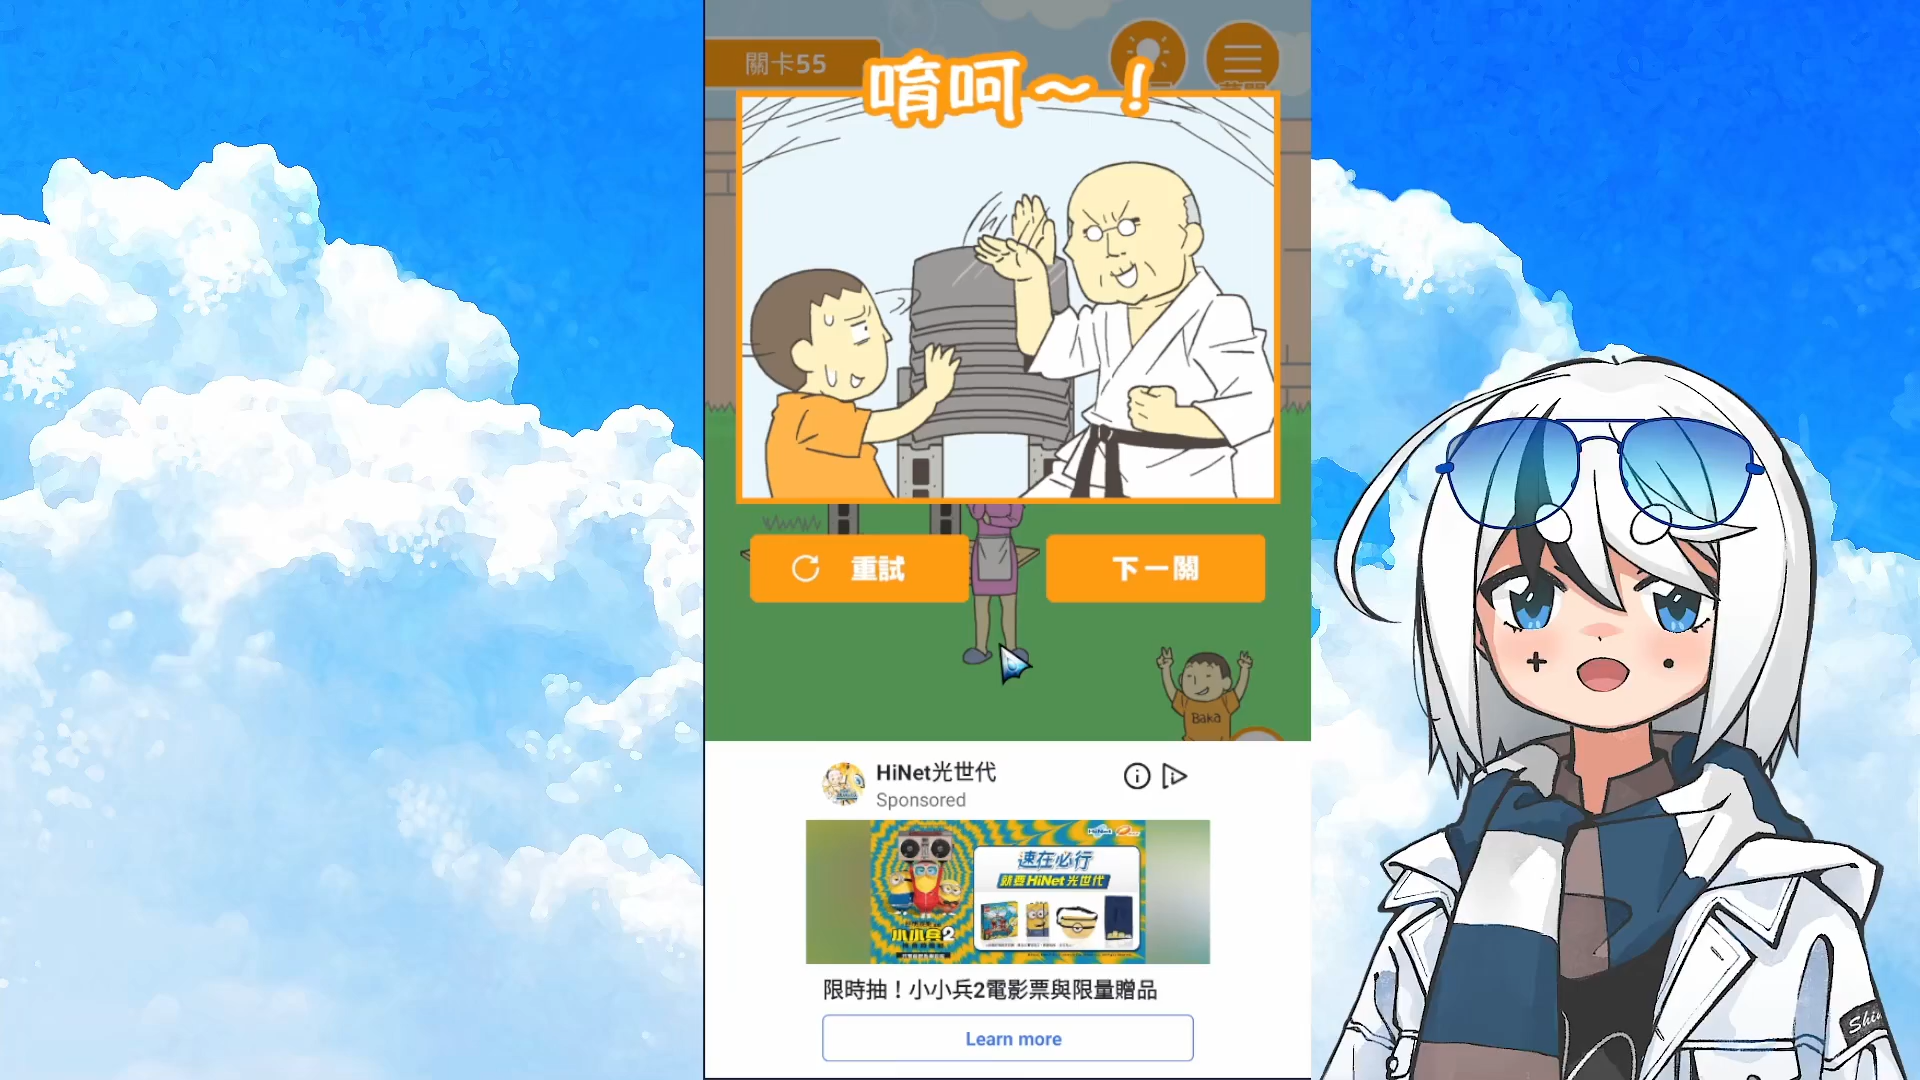 關卡55
唷呵～！
重試
下一關
Baka
HiNet光世代
Sponsored
HiNet
速在必行
就要HiNet光世代
小小兵2
限時抽！小小兵2電影票與限量贈品
Learn more